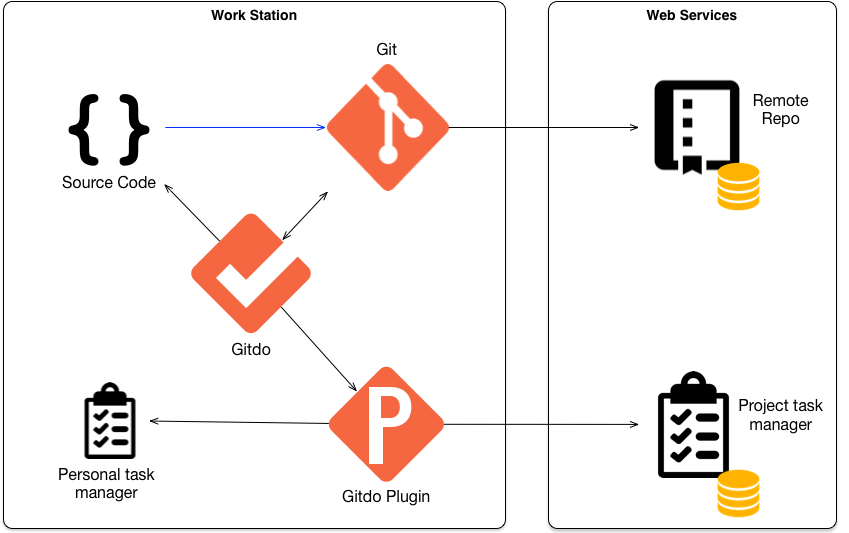 Work Station
Web Services
Git
Remote
Repo
Source Code
Gitdo
Project task
manager
Personal task
manager
P
Gitdo Plugin